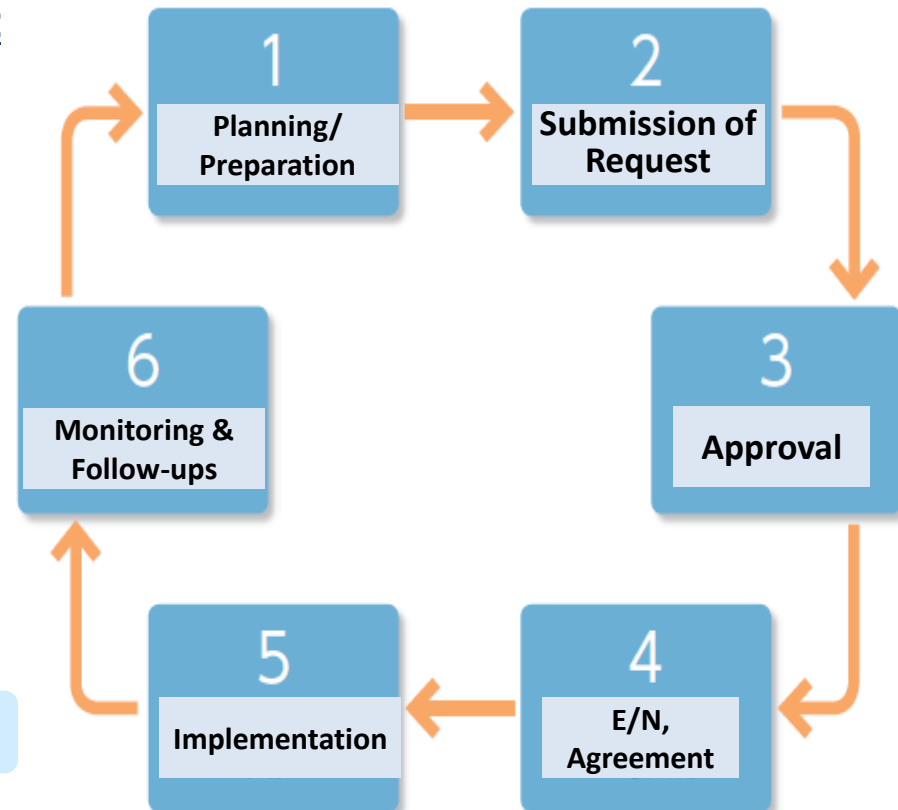 1
Planning/
Preparation
2
Submission of
Request
3
Approval
4
E/N,
Agreement
5
Implementation
6
Monitoring &
Follow-ups